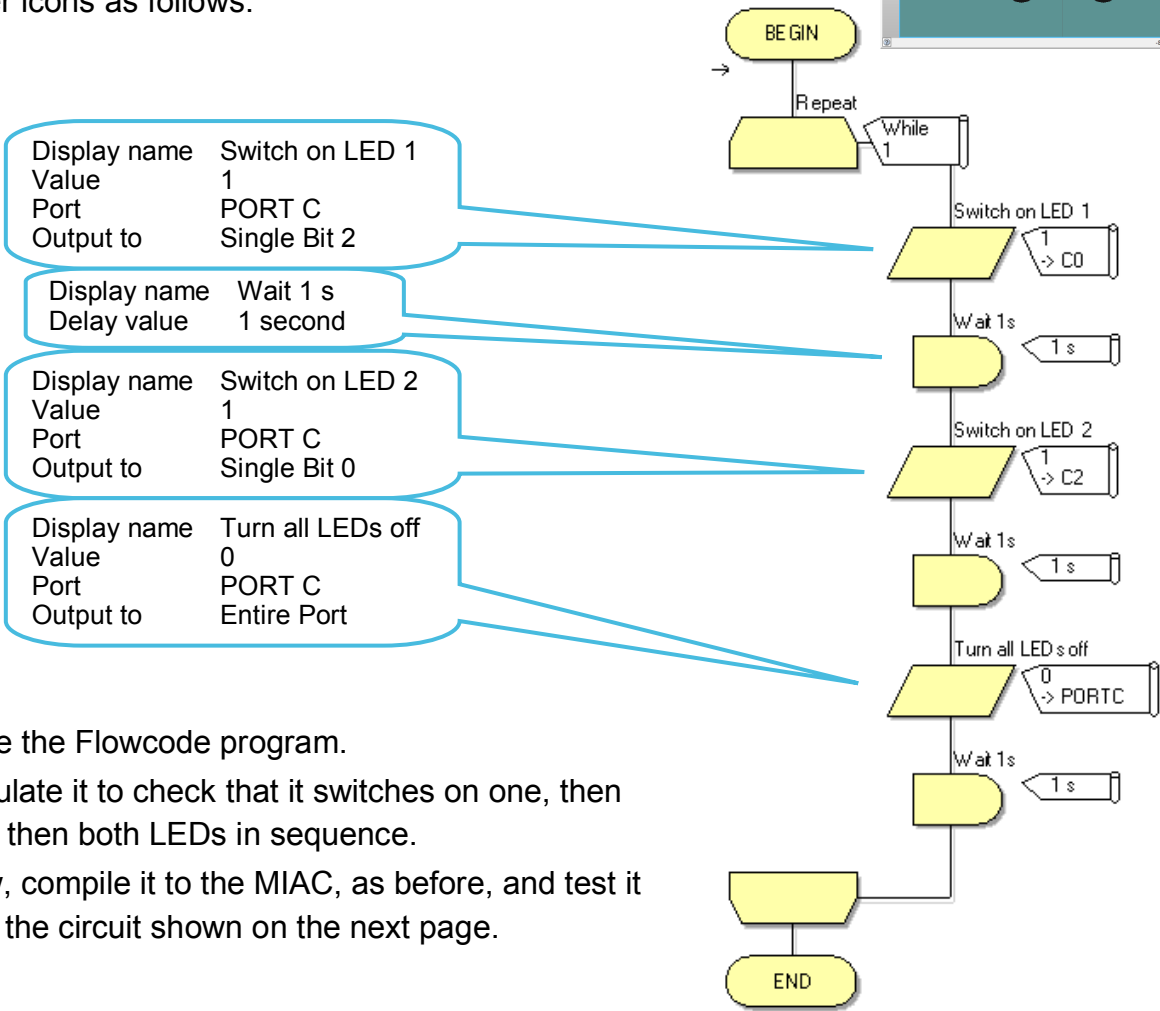 er icons as follows:
Display name Switch on LED 1
Value 1
Port PORT C
Output to Single Bit 2
Display name Wait 1 s
Delay value 1 second
Display name Switch on LED 2
Value 1
Port PORT C
Output to Single Bit 0
Display name Turn all LEDs off
Value 0
Port PORT C
Output to Entire Port
e the Flowcode program.
ulate it to check that it switches on one, then
then both LEDs in sequence.
, compile it to the MIAC, as before, and test it
the circuit shown on the next page.
BEGIN
Repeat
While
1
Switch on LED 1
1
-> C0
Wait 1s
1 s
Switch on LED 2
1
-> C2
Wait 1s
1 s
Turn all LEDs off
0
-> PORTC
Wait 1s
1 s
END